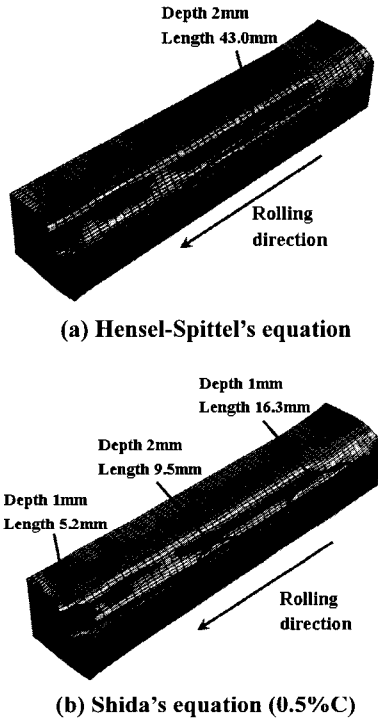 Depth 2mm
Length 43.0mm
Rolling
direction
(a) Hensel-Spittel's equation
Depth 1mm
Length 16.3mm
Depth 2mm
Length 9.5mm
Depth 1mm
Length 5.2mm
Rolling
direction
(b) Shida's equation (0.5%C)